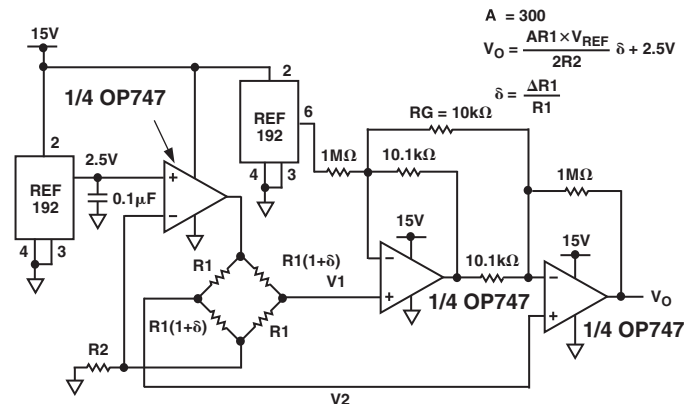 A = 300
V_O = AR1 × V_REF / 2R2 δ + 2.5V
δ = ΔR1 / R1
15V
2
1/4 OP747
REF
192
6
4
3
RG = 10kΩ
1MΩ
10.1kΩ
1MΩ
2
2.5V
REF
192
0.1μF
+
−
4
3
15V
−
+
10.1kΩ
15V
−
+
V_O
1/4 OP747
1/4 OP747
R1
R1(1+δ)
V1
R1(1+δ)
R1
R2
V2